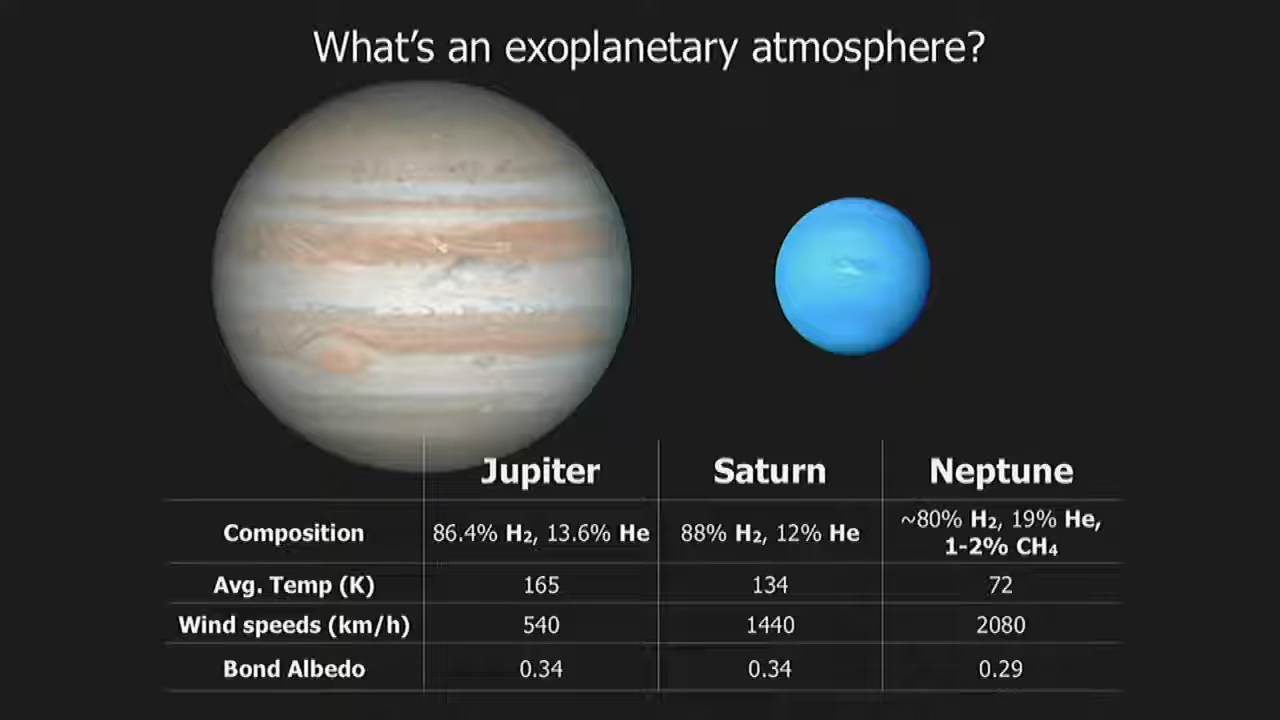 What's an exoplanetary atmosphere?
Jupiter Saturn Neptune
Composition 86.4% H₂, 13.6% He 88% H₂, 12% He ~80% H₂, 19% He,
1-2% CH₄
Avg. Temp (K) 165 134 72
Wind speeds (km/h) 540 1440 2080
Bond Albedo 0.34 0.34 0.29